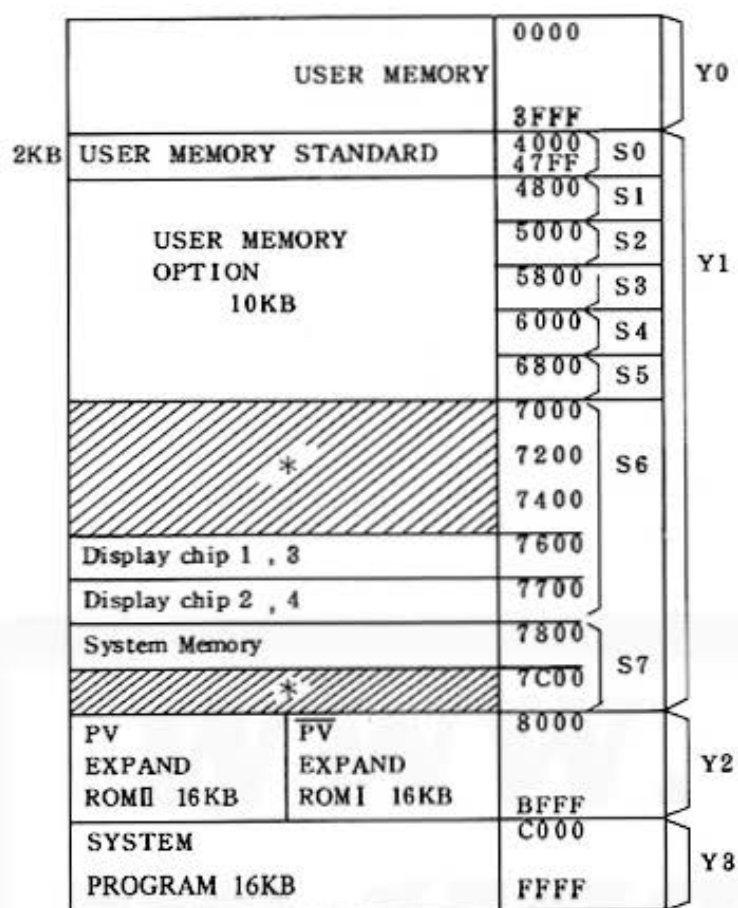 0000
USER MEMORY
Y0
3FFF
2KB USER MEMORY STANDARD
4000
47FF
S0
4800
S1
USER MEMORY
OPTION
10KB
5000
S2
Y1
5800
S3
6000
S4
6800
S5
*
7000
7200
S6
7400
Display chip 1 , 3
7600
Display chip 2 , 4
7700
System Memory
7800
S7
*
7C00
PV
EXPAND
ROMⅡ 16KB
P̅V̅
EXPAND
ROMⅠ 16KB
8000
Y2
BFFF
SYSTEM
PROGRAM 16KB
C000
Y3
FFFF